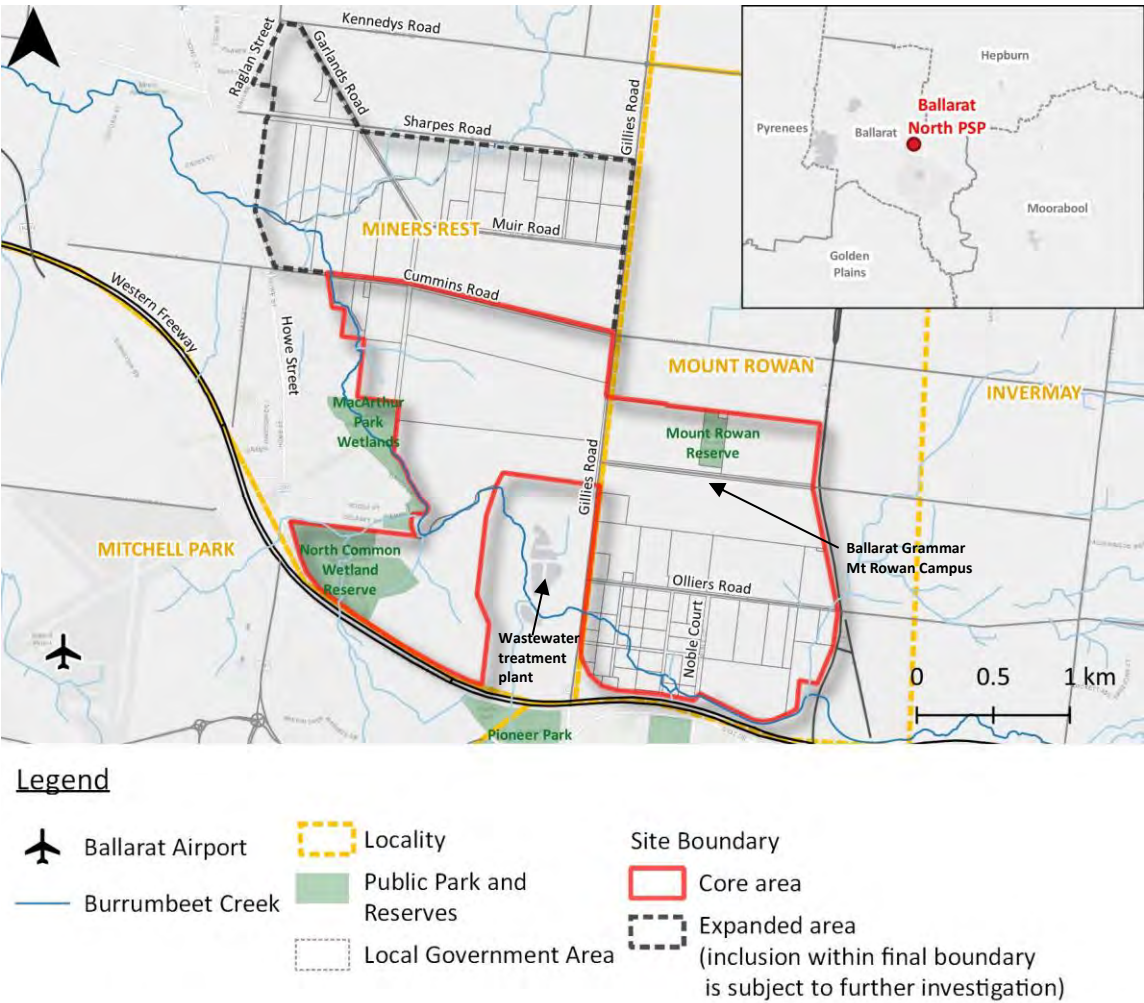 Kennedys Road
Raglan Street
Garlands Road
Sharpes Road
Gillies Road
MINERS REST
Muir Road
Cummins Road
Western Freeway
Howe Street
MOUNT ROWAN
INVERMAY
MacArthur
Park
Wetlands
Mount Rowan
Reserve
Gillies Road
MITCHELL PARK
North Common
Wetland
Reserve
Ballarat Grammar
Mt Rowan Campus
Olliers Road
Noble Court
Wastewater
treatment
plant
Pioneer Park
0 0.5 1 km
Hepburn
Ballarat
North PSP
Pyrenees
Ballarat
Moorabool
Golden
Plains
Legend
Ballarat Airport
Burrumbeet Creek
Locality
Public Park and
Reserves
Local Government Area
Site Boundary
Core area
Expanded area
(inclusion within final boundary
is subject to further investigation)